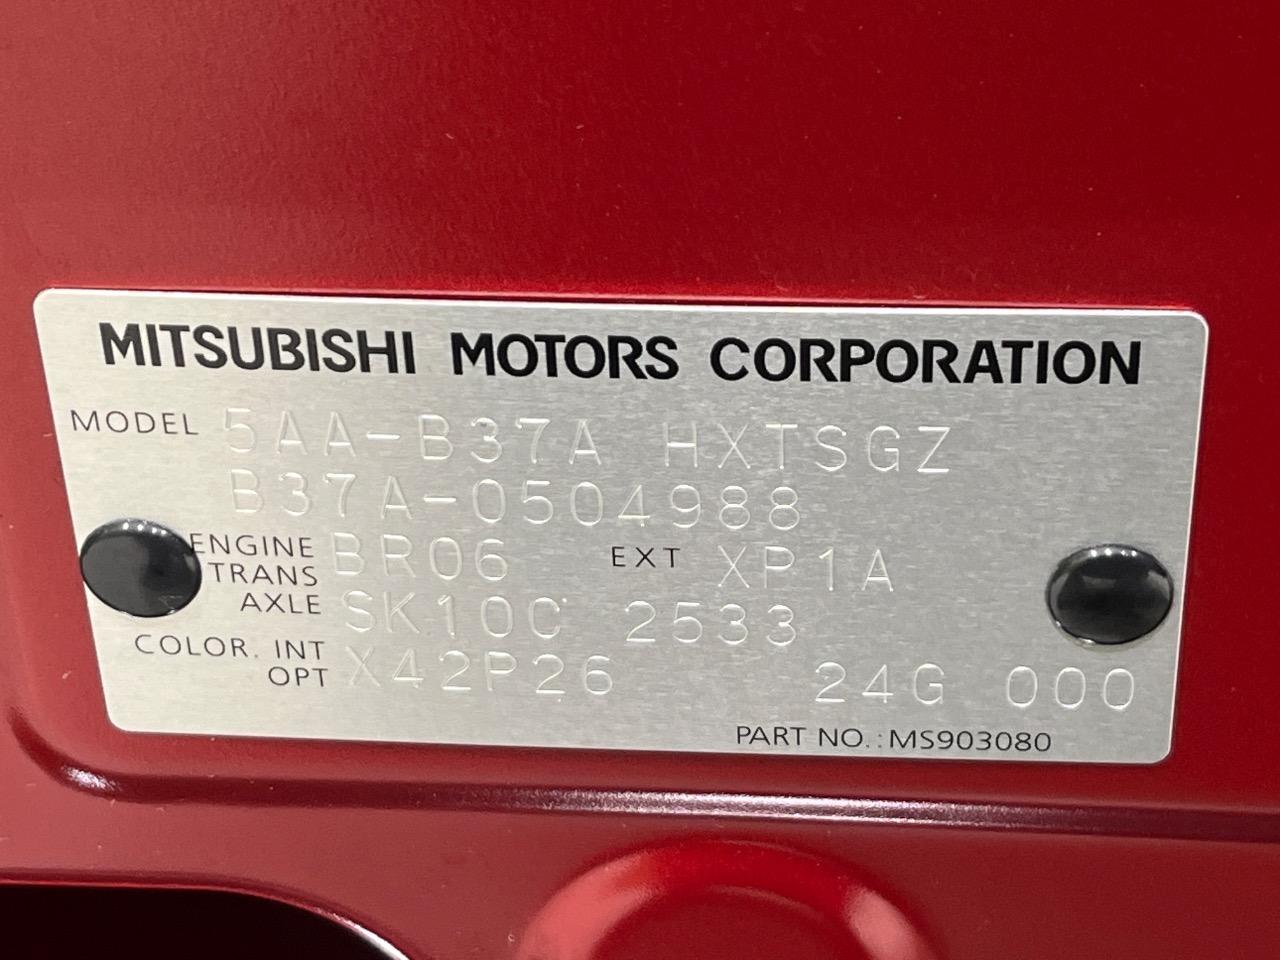 MITSUBISHI MOTORS CORPORATION
MODEL 5AA-B37A HXTSGZ
B37A-0504988
ENGINE BR06 EXT XP1A
TRANS
AXLE SK10C 2533
COLOR. INT
OPT X42P26 24G 000
PART NO.:MS903080